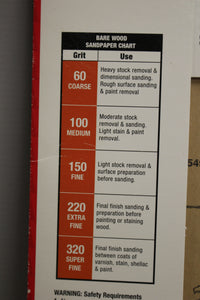 BARE WOOD
SANDPAPER CHART
Grit Use
60
COARSE
Heavy stock removal &
dimensional sanding.
Rough surface sanding
& paint removal
100
MEDIUM
Moderate stock
removal & sanding.
Light stain & paint
removal.
150
FINE
Light stock removal &
surface preparation
before sanding.
220
EXTRA
FINE
Final finish sanding &
preparation before
painting or staining
wood.
320
SUPER
FINE
Final finish sanding
between coats of
varnish, stain, shellac
& paint.
WARNING: Safety Requirements